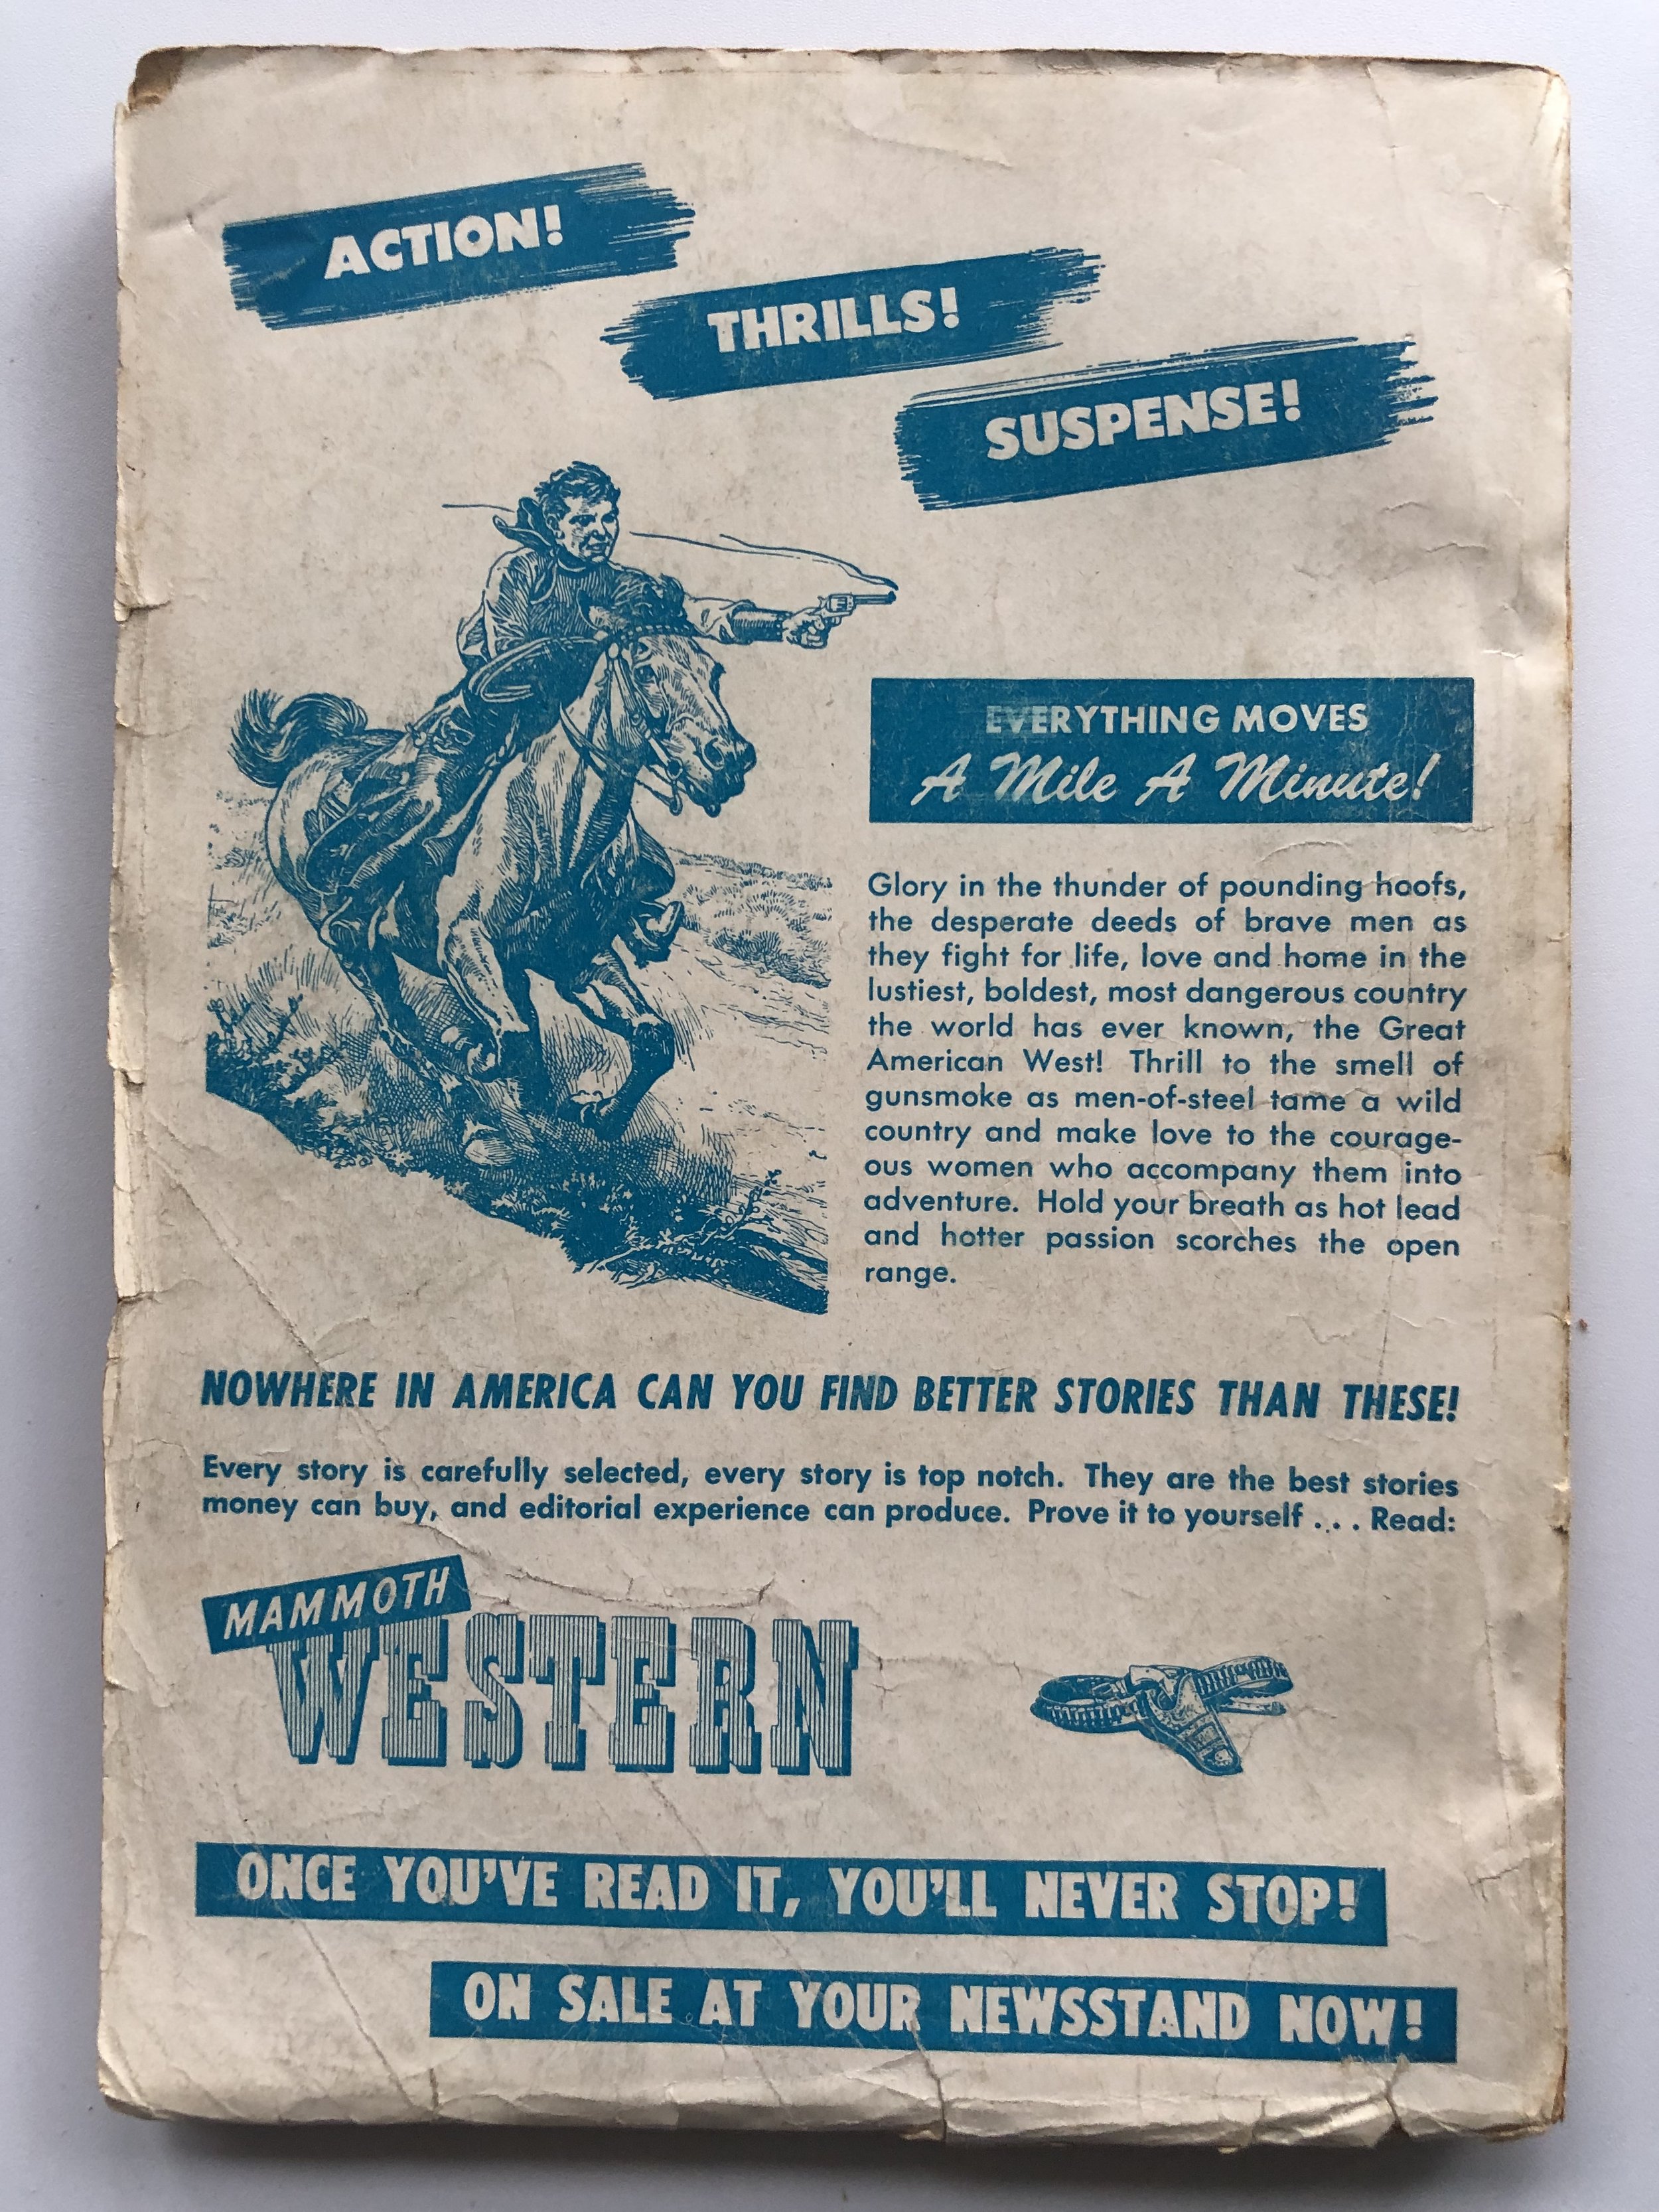 ACTION!
THRILLS!
SUSPENSE!
EVERYTHING MOVES
A Mile A Minute!
Glory in the thunder of pounding hoofs,
the desperate deeds of brave men as
they fight for life, love and home in the
lustiest, boldest, most dangerous country
the world has ever known, the Great
American West! Thrill to the smell of
gunsmoke as men-of-steel tame a wild
country and make love to the courage-
ous women who accompany them into
adventure. Hold your breath as hot lead
and hotter passion scorches the open
range.
NOWHERE IN AMERICA CAN YOU FIND BETTER STORIES THAN THESE!
Every story is carefully selected, every story is top notch. They are the best stories
money can buy, and editorial experience can produce. Prove it to yourself . . . Read:
MAMMOTH
WESTERN
ONCE YOU'VE READ IT, YOU'LL NEVER STOP!
ON SALE AT YOUR NEWSSTAND NOW!